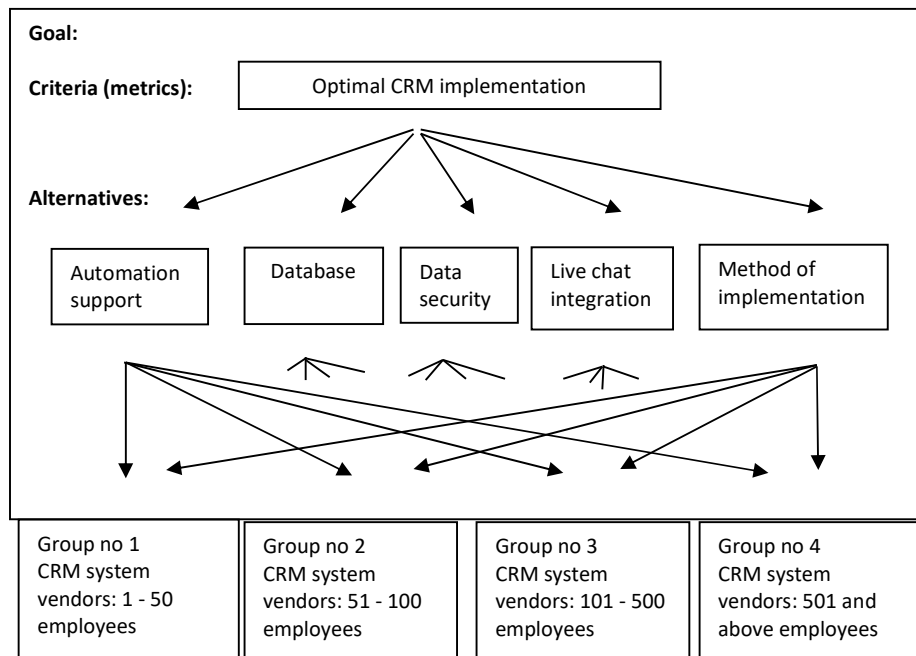 Goal:
Criteria (metrics):
Optimal CRM implementation
Alternatives:
Automation
support
Database
Data
security
Live chat
integration
Method of
implementation
Group no 1
CRM system
vendors: 1 - 50
employees
Group no 2
CRM system
vendors: 51 - 100
employees
Group no 3
CRM system
vendors: 101 - 500
employees
Group no 4
CRM system
vendors: 501 and
above employees